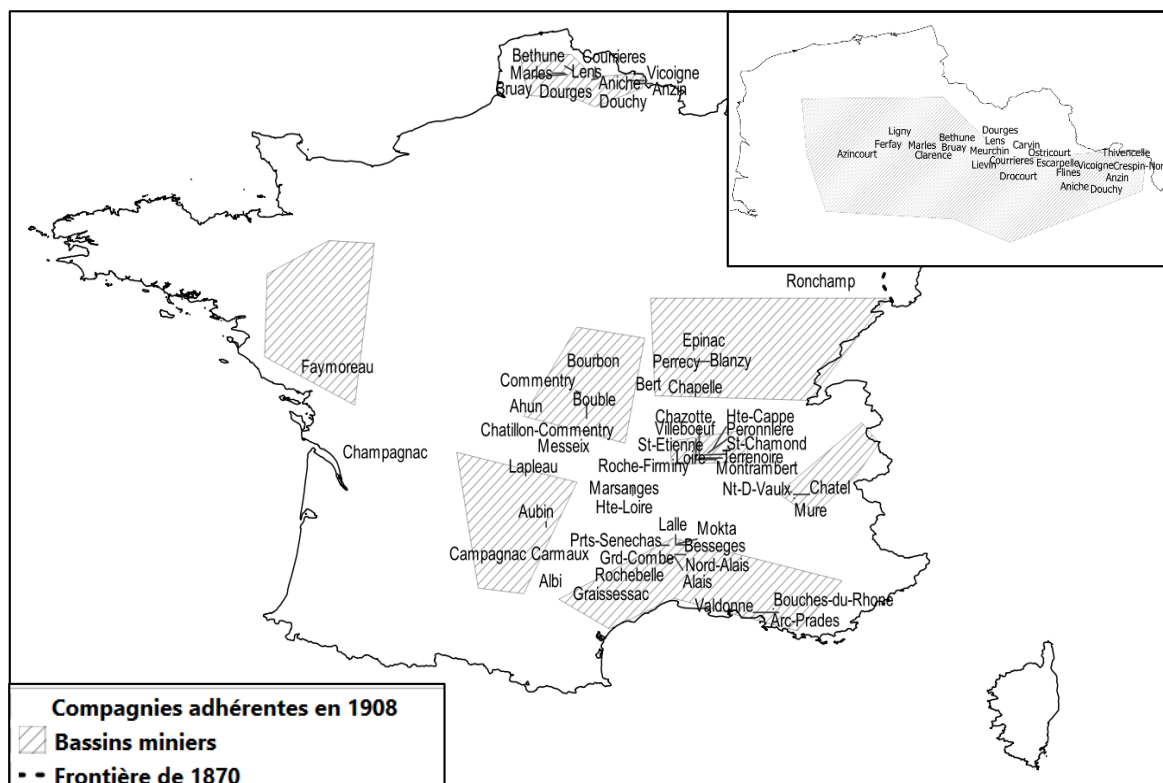 Bethune
Courrieres
Marles
Lens
Vicoigne
Bruay
Dourges
Aniche
Anzin
Douchy
Ligny
Dourges
Bethune
Lens
Ferfay
Marles
Bruay
Carvin
Azincourt
Clarence
Meurchin
Ostricourt
Thivencelle
Lievin
Courrieres
Escarpelle
Vicoigne
Crespin-Nor
Drocourt
Flines
Anzin
Aniche
Douchy
Ronchamp
Epinac
Faymoreau
Bourbon
Perrecy
Blanzy
Commentry
Bert
Chapelle
Ahun
Bouble
Chazotte
Hte-Cappe
Chatillon-Commentry
Villeboeuf
Peronnière
Messeix
St-Etienne
St-Chamond
Champagnac
Loire
Terrenoire
Lapleau
Roche-Firminy
Montrambert
Marsanges
Nt-D-Vaulx
Chatel
Hte-Loire
Mure
Aubin
Lalle
Mokta
Prts-Senechas
Besseges
Campagnac
Carmaux
Grd-Combe
Nord-Alais
Albi
Rochebelle
Alais
Graissessac
Valdonne
Bouches-du-Rhone
Arc-Prades
Compagnies adhérentes en 1908
Bassins miniers
Frontière de 1870